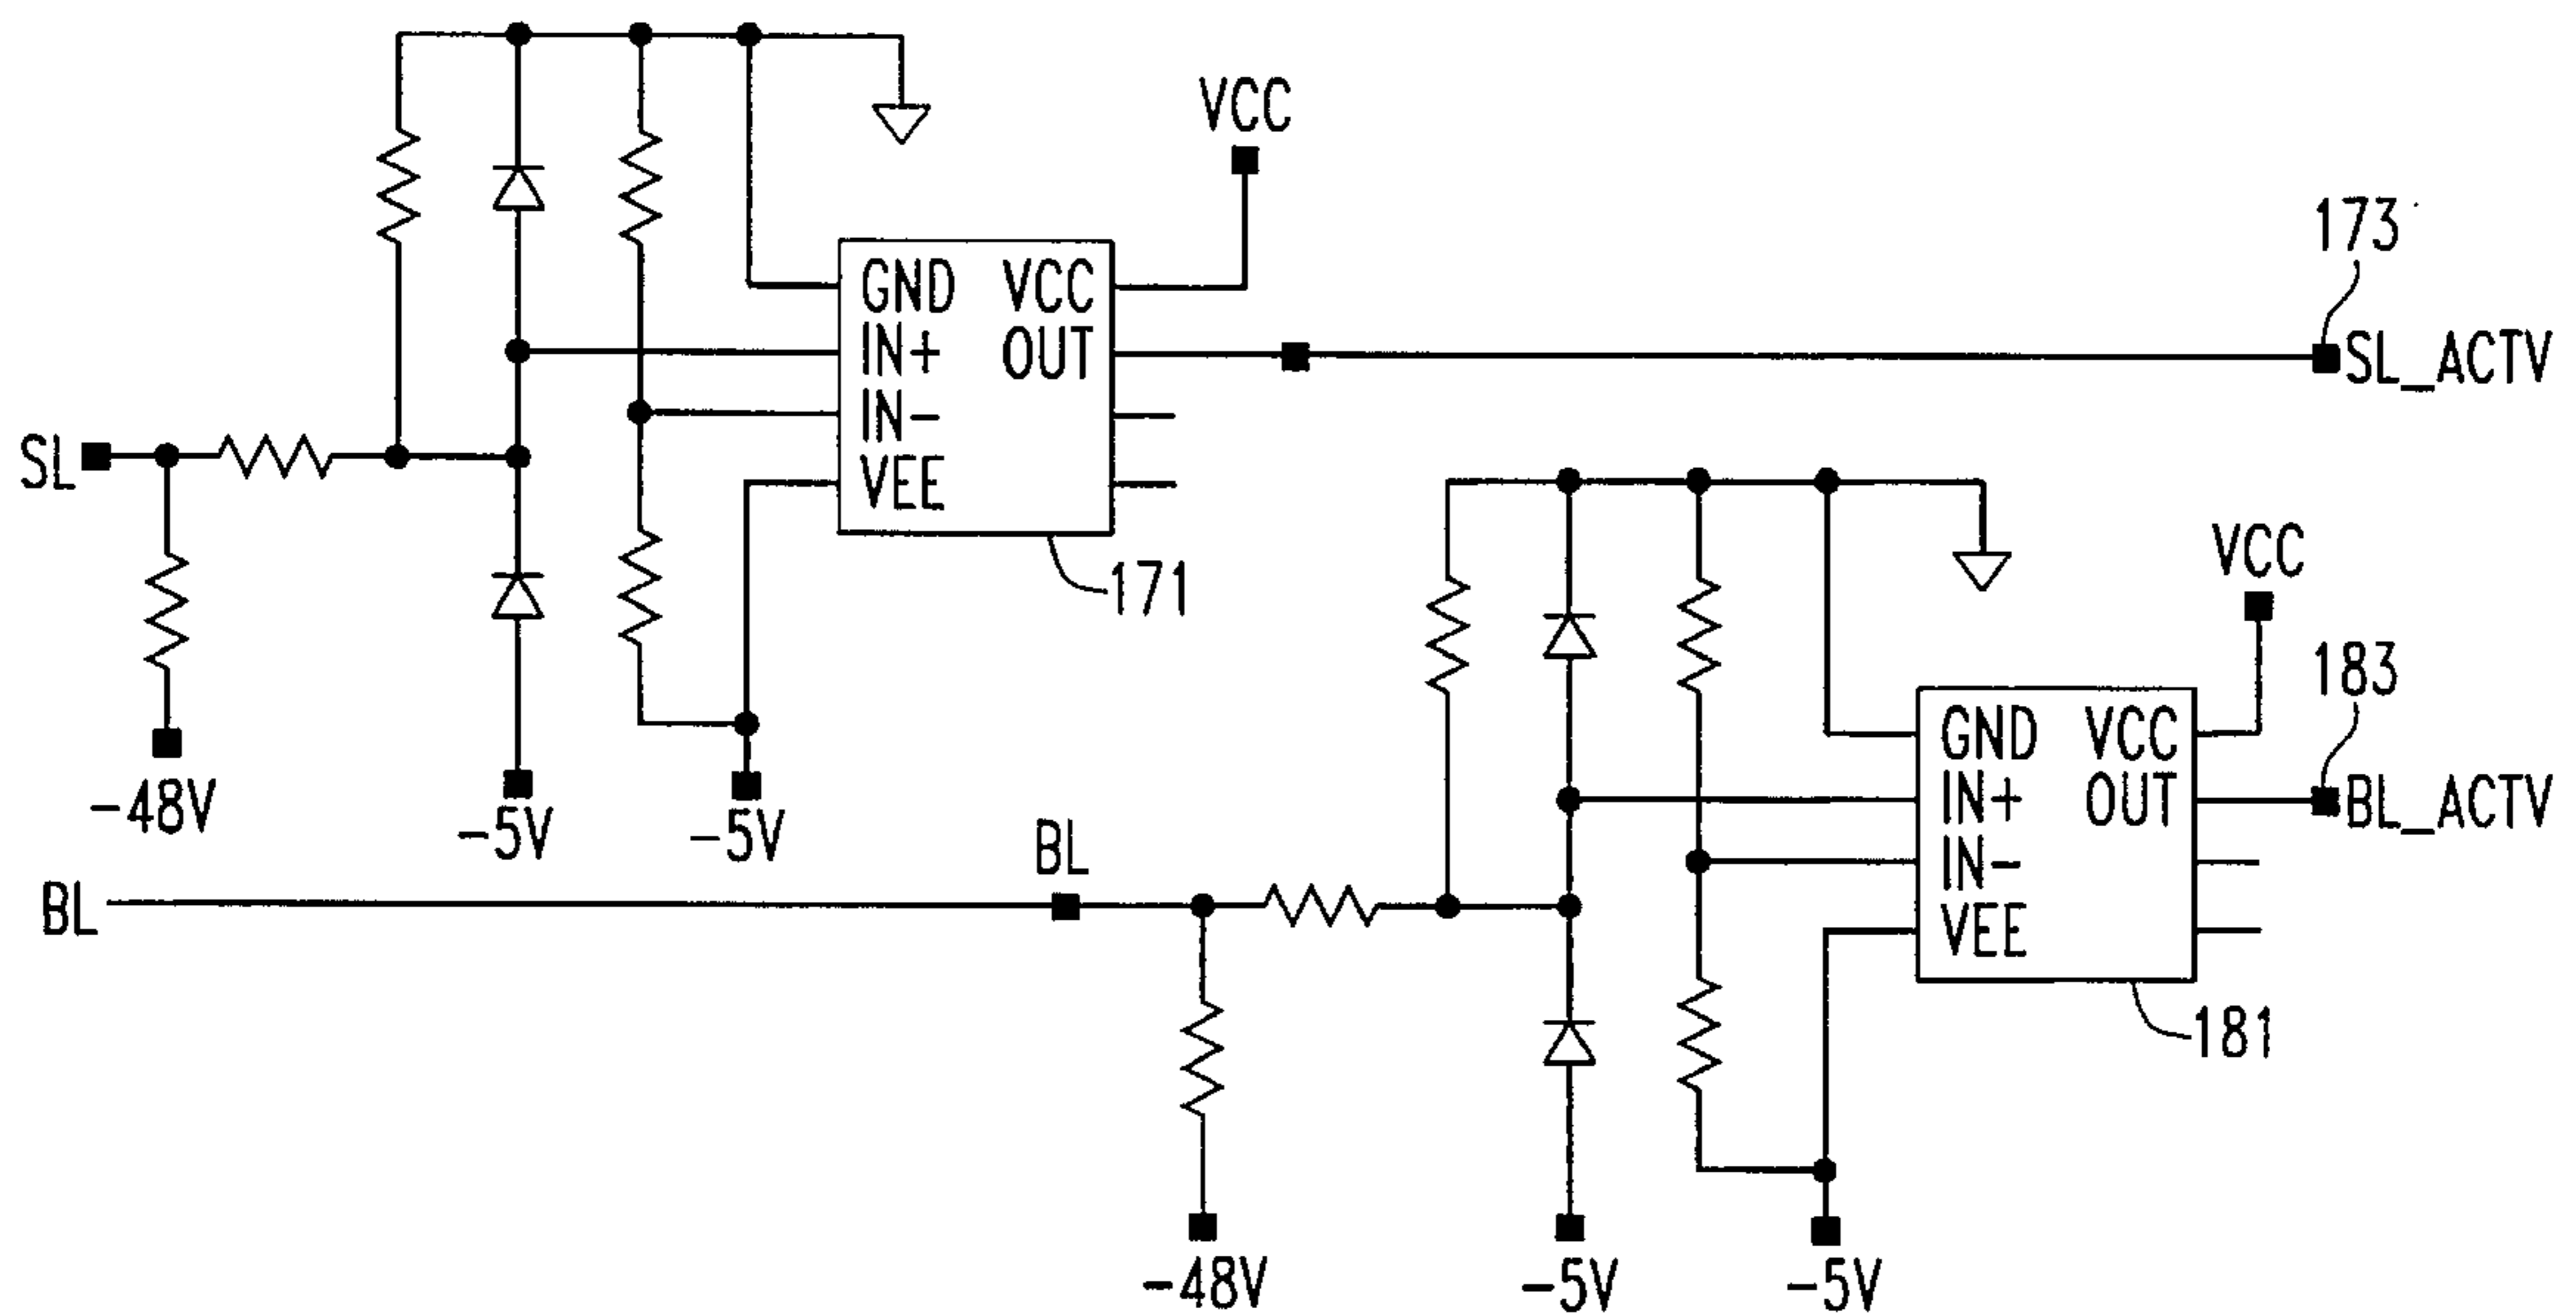 VCC
173
GND VCC
IN+ OUT
SL_ACTV
IN-
SL
VEE
171
VCC
183
-48V
-5V
-5V
GND VCC
IN+ OUT
BL_ACTV
BL
IN-
BL
VEE
181
-48V
-5V
-5V